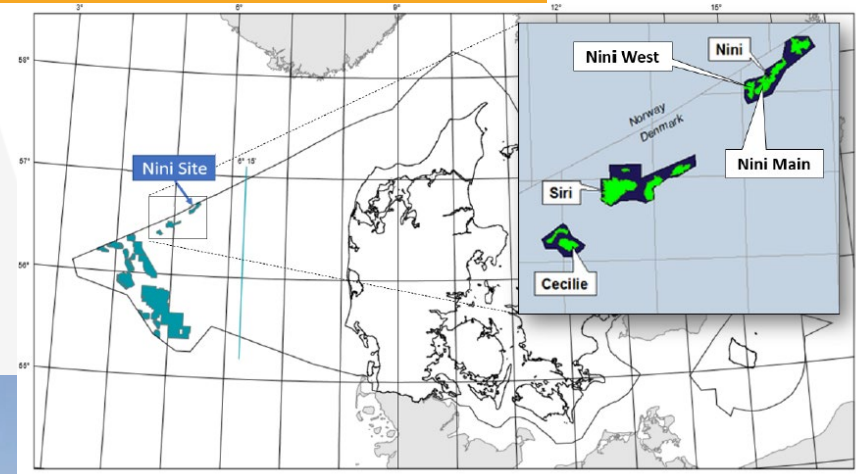 3°
6°
9°
12°
15°
58°
57°
56°
55°
6° 15'
Nini Site
Nini West
Nini
Norway
Denmark
Nini Main
Siri
Cecilie